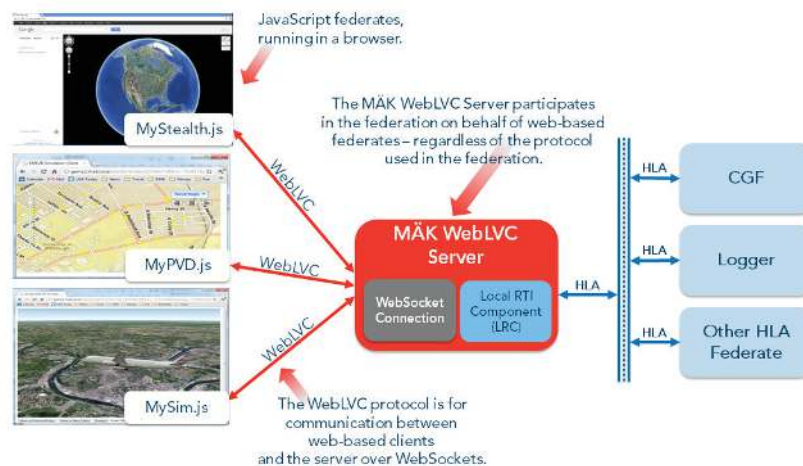 JavaScript federates,
running in a browser.
Google
MyStealth.js
The MÄK WebLVC Server participates
in the federation on behalf of web-based
federates – regardless of the protocol
used in the federation.
WebLVC
HLA
CGF
MyPVD.js
WebLVC
MÄK WebLVC
Server
WebSocket
Connection
Local RTI
Component
(LRC)
HLA
HLA
Logger
WebLVC
HLA
Other HLA
Federate
MySim.js
The WebLVC protocol is for
communication between
web-based clients
and the server over WebSockets.